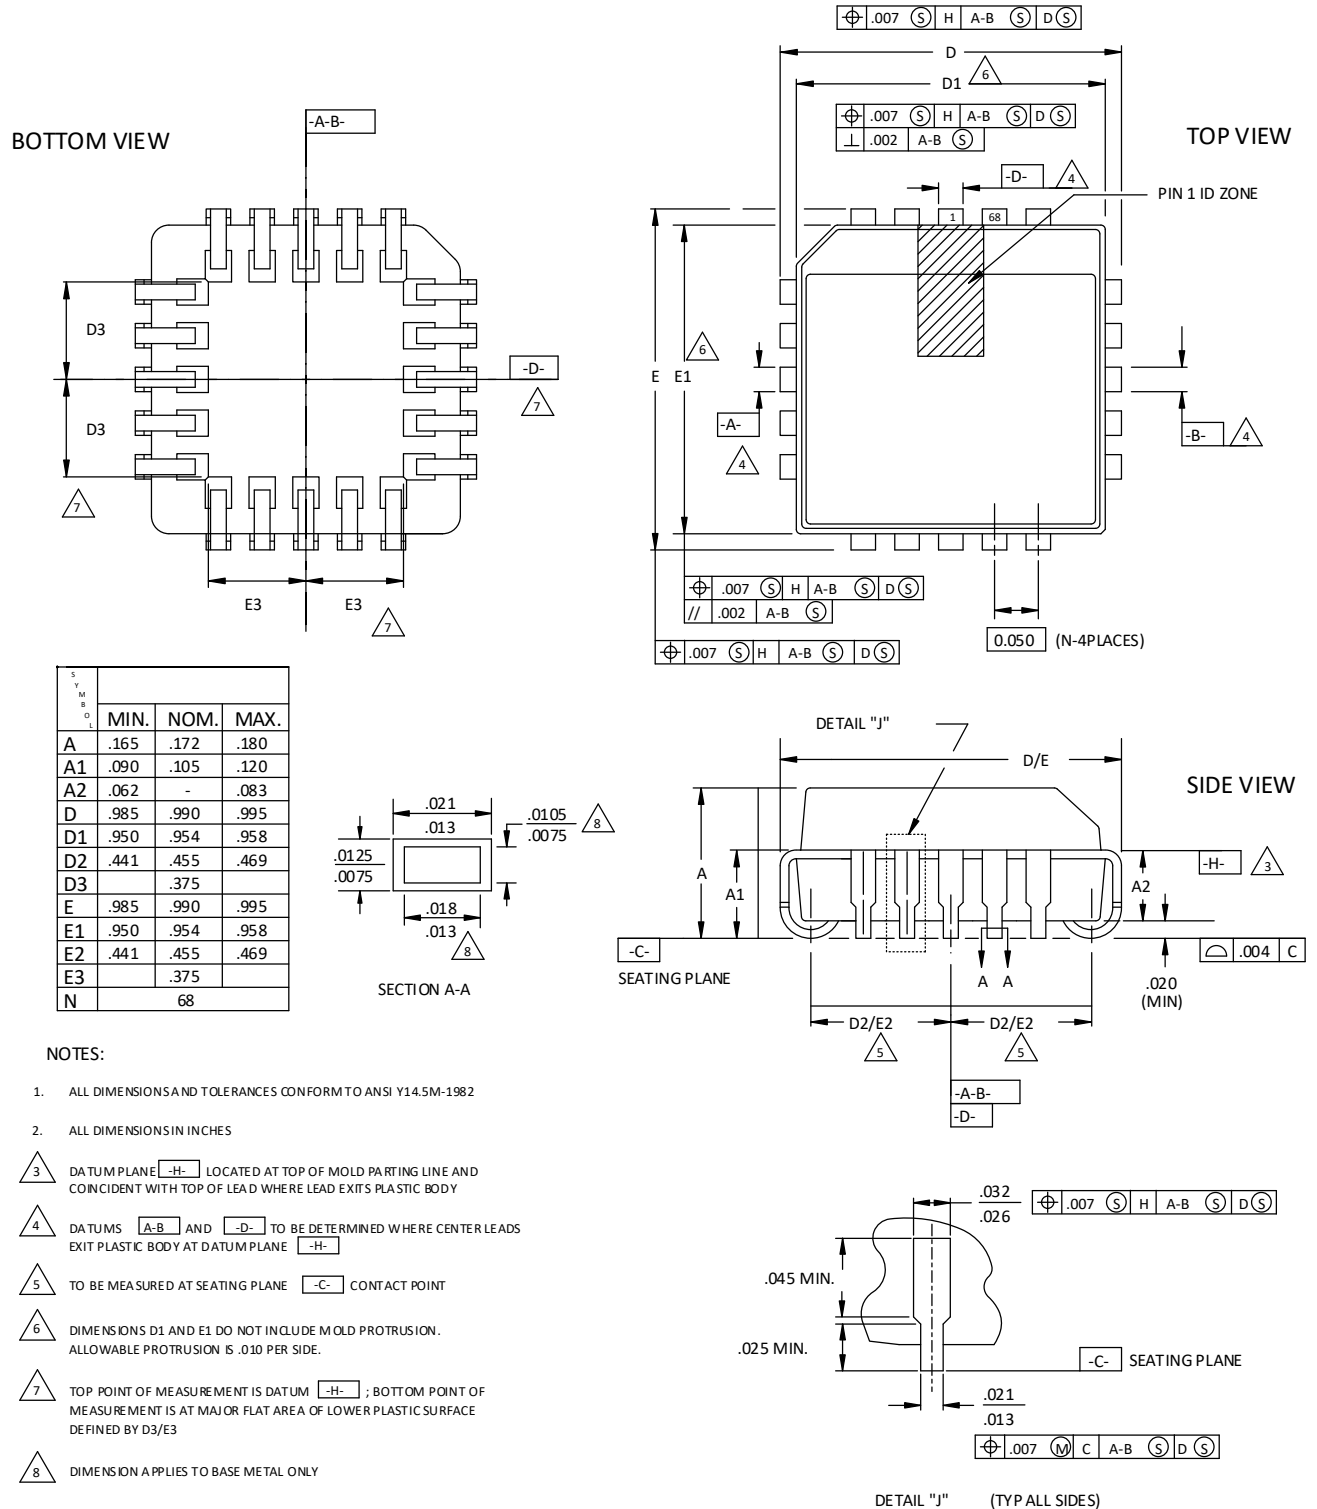 ⌖ .007 Ⓢ H A-B Ⓢ D Ⓢ
D
D1 6
⌖ .007 Ⓢ H A-B Ⓢ D Ⓢ
⊥ .002 A-B Ⓢ
TOP VIEW
BOTTOM VIEW
-A-B-
-D- 4
PIN 1 ID ZONE
1 68
D3
D3
7
-D-
7
E3 E3
7
E E1
6
-A-
4
-B- 4
⌖ .007 Ⓢ H A-B Ⓢ D Ⓢ
// .002 A-B Ⓢ
⌖ .007 Ⓢ H A-B Ⓢ D Ⓢ
0.050 (N-4PLACES)
SYMBOL
MIN. NOM. MAX.
A .165 .172 .180
A1 .090 .105 .120
A2 .062 - .083
D .985 .990 .995
D1 .950 .954 .958
D2 .441 .455 .469
D3 .375
E .985 .990 .995
E1 .950 .954 .958
E2 .441 .455 .469
E3 .375
N 68
.021
.013
.0105
.0075
8
.0125
.0075
.018
.013
8
SECTION A-A
DETAIL "J"
D/E
SIDE VIEW
A
A1
A2
-H- 3
-C-
SEATING PLANE
A A
.020
(MIN)
⌓ .004 C
D2/E2 D2/E2
5 5
-A-B-
-D-
NOTES:
1. ALL DIMENSIONS AND TOLERANCES CONFORM TO ANSI Y14.5M-1982
2. ALL DIMENSIONS IN INCHES
3 DATUM PLANE -H- LOCATED AT TOP OF MOLD PARTING LINE AND
COINCIDENT WITH TOP OF LEAD WHERE LEAD EXITS PLASTIC BODY
4 DATUMS A-B AND -D- TO BE DETERMINED WHERE CENTER LEADS
EXIT PLASTIC BODY AT DATUM PLANE -H-
5 TO BE MEASURED AT SEATING PLANE -C- CONTACT POINT
6 DIMENSIONS D1 AND E1 DO NOT INCLUDE MOLD PROTRUSION.
ALLOWABLE PROTRUSION IS .010 PER SIDE.
7 TOP POINT OF MEASUREMENT IS DATUM -H- ; BOTTOM POINT OF
MEASUREMENT IS AT MAJOR FLAT AREA OF LOWER PLASTIC SURFACE
DEFINED BY D3/E3
8 DIMENSION APPLIES TO BASE METAL ONLY
.032
.026
⌖ .007 Ⓢ H A-B Ⓢ D Ⓢ
.045 MIN.
.025 MIN.
-C- SEATING PLANE
.021
.013
⌖ .007 Ⓜ C A-B Ⓢ D Ⓢ
DETAIL "J" (TYP ALL SIDES)